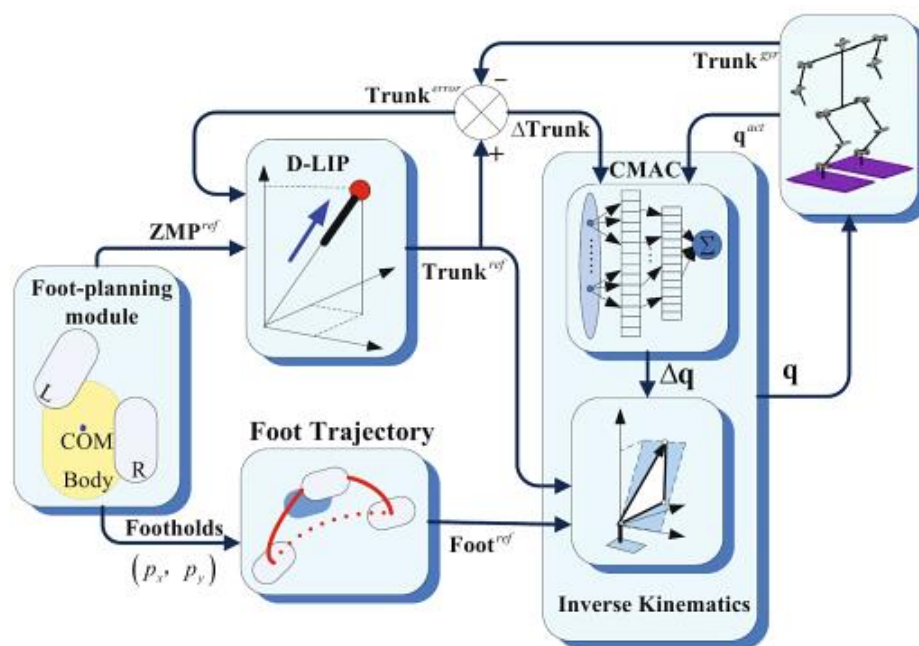 Trunk^{gyr}
−
Trunk^{error}
ΔTrunk
q^{act}
+
D-LIP
CMAC
ZMP^{ref}
Σ
Trunk^{ref}
Foot-planning
module
L
COM
Body
R
Δq
q
Foot Trajectory
Footholds
(p_x, p_y)
Foot^{ref}
Inverse Kinematics